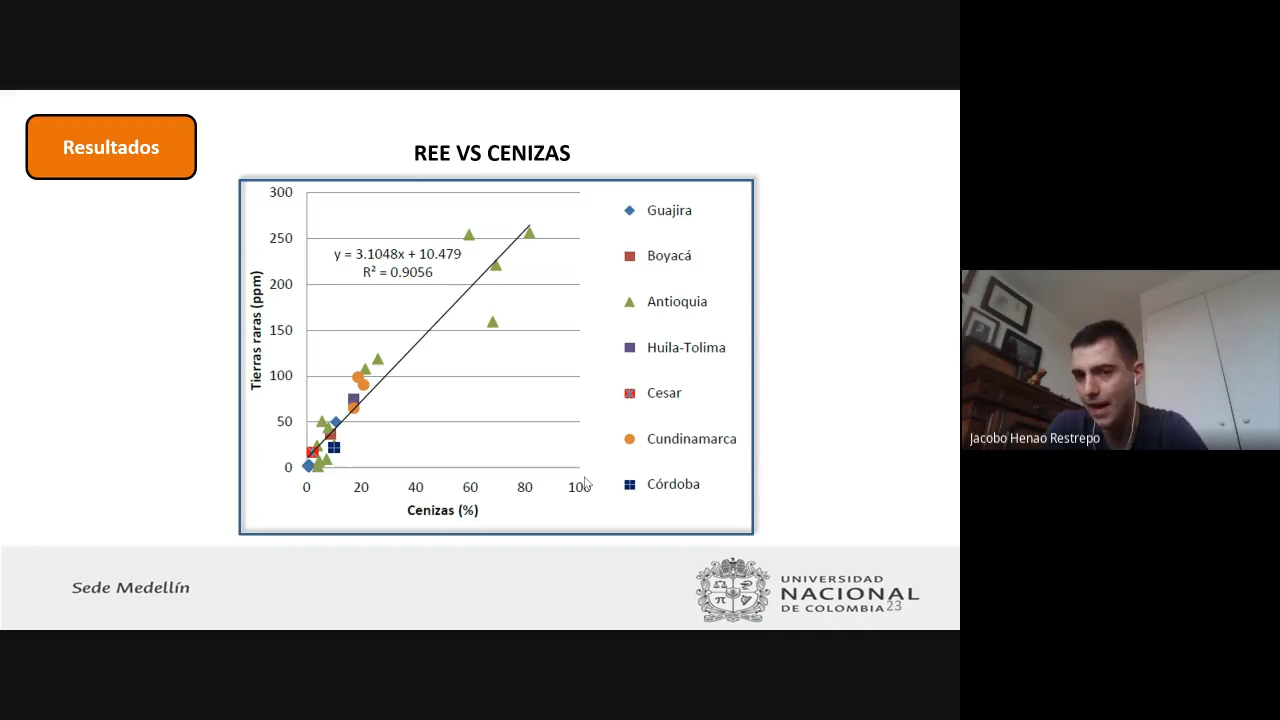 Resultados
REE VS CENIZAS
300
250
200
150
100
50
0
Tierras raras (ppm)
y = 3.1048x + 10.479
R² = 0.9056
0 20 40 60 80 100
Cenizas (%)
Guajira
Boyacá
Antioquia
Huila-Tolima
Cesar
Cundinamarca
Córdoba
Jacobo Henao Restrepo
Sede Medellín
UNIVERSIDAD
NACIONAL
DE COLOMBIA 23